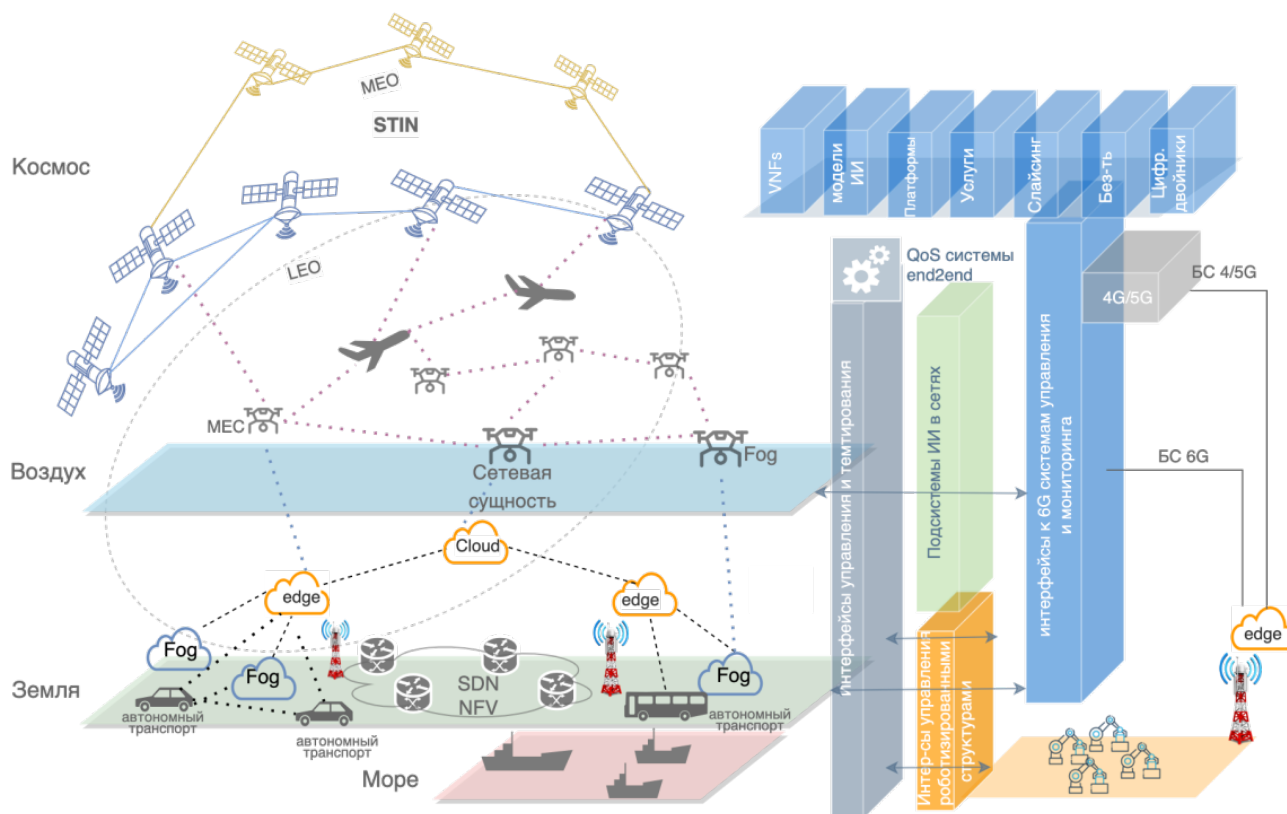 MEO
STIN
Космос
LEO
MEC
Воздух
Сетевая
сущность
Fog
Cloud
edge
edge
Fog
Fog
Fog
SDN
NFV
Земля
автономный
транспорт
автономный
транспорт
автономный
транспорт
Море
VNFs
модели
ИИ
Платформы
Услуги
Слайсинг
Без-ть
Цифр.
двойники
QoS системы
end2end
4G/5G
БС 4/5G
БС 6G
интерфейсы управления и темтирования
Подсистемы ИИ в сетях
интерфейсы к 6G системам управления
и мониторинга
Интер-сы управления
роботизированными
структурами
edge